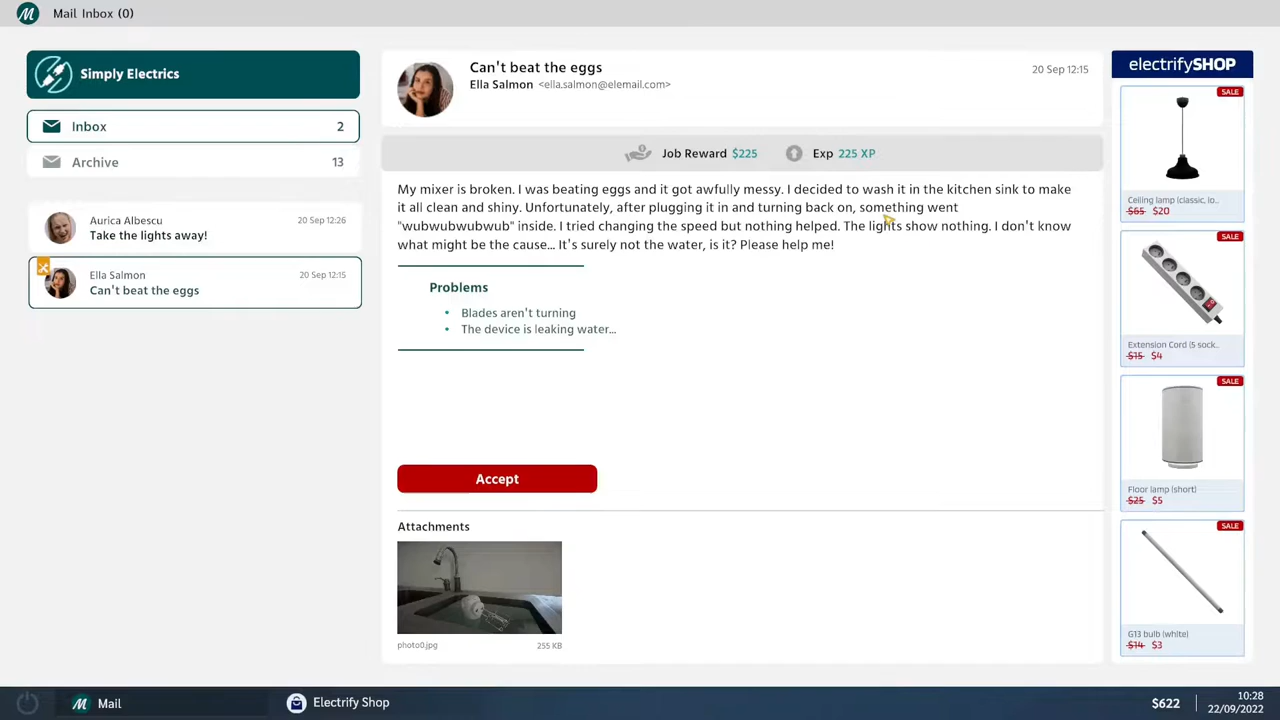 Mail Inbox (0)
Simply Electrics
Inbox 2
Archive 13
Aurica Albescu 20 Sep 12:26
Take the lights away!
Ella Salmon 20 Sep 12:15
Can't beat the eggs
Can't beat the eggs 20 Sep 12:15
Ella Salmon <ella.salmon@elemail.com>
Job Reward $225 Exp 225 XP
My mixer is broken. I was beating eggs and it got awfully messy. I decided to wash it in the kitchen sink to make
it all clean and shiny. Unfortunately, after plugging it in and turning back on, something went
"wubwubwubwub" inside. I tried changing the speed but nothing helped. The lights show nothing. I don't know
what might be the cause... It's surely not the water, is it? Please help me!
Problems
• Blades aren't turning
• The device is leaking water...
Accept
Attachments
photo0.jpg 255 KB
electrifySHOP
SALE
Ceiling lamp (classic, lo..
$65 $20
SALE
Extension Cord (5 sock..
$15 $4
SALE
Floor lamp (short)
$25 $5
SALE
G13 bulb (white)
$14 $3
Mail
Electrify Shop
$622
10:28
22/09/2022